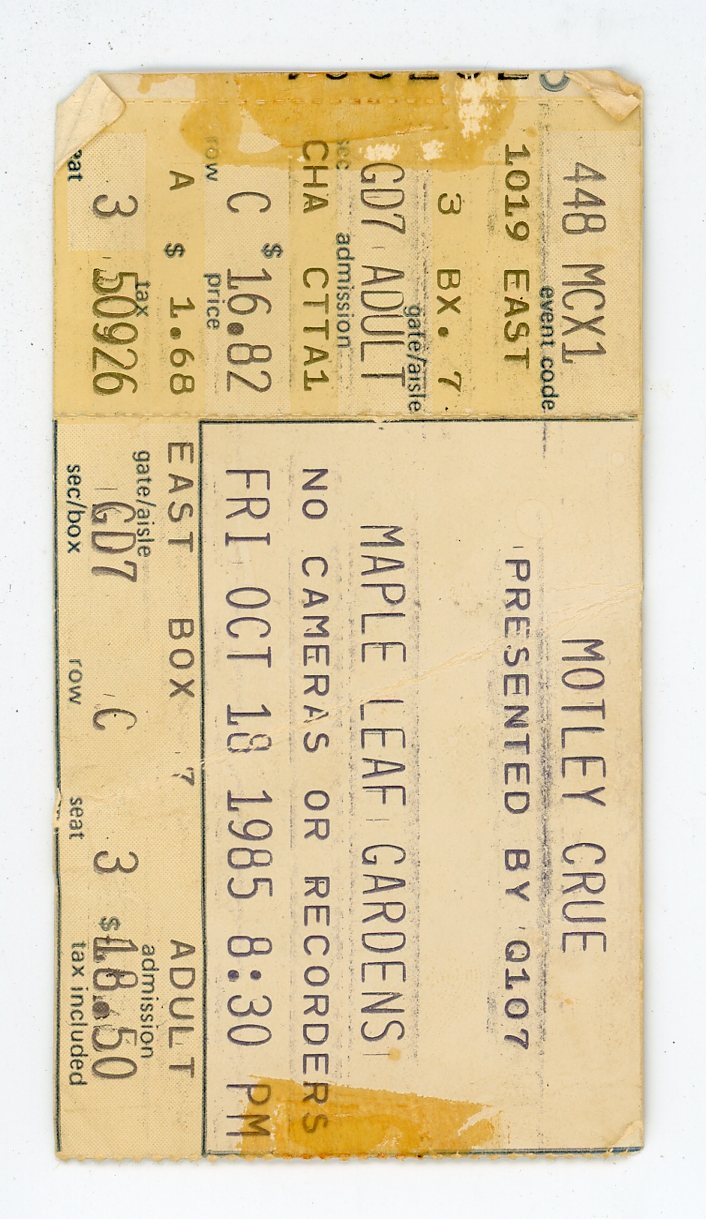 448 MCX1
event code
1019 EAST
3 BX. 7
gate/aisle
GD7 ADULT
admission
CHA CTTA1
row
C $ 16.82
price
A $ 1.68
tax
3 50926
MOTLEY CRUE
PRESENTED BY Q107
MAPLE LEAF GARDENS
NO CAMERAS OR RECORDERS
FRI OCT 18 1985 8:30 PM
EAST BOX 7 ADULT
gate/aisle admission
GD7 C 3 $18.50
sec/box row seat tax included